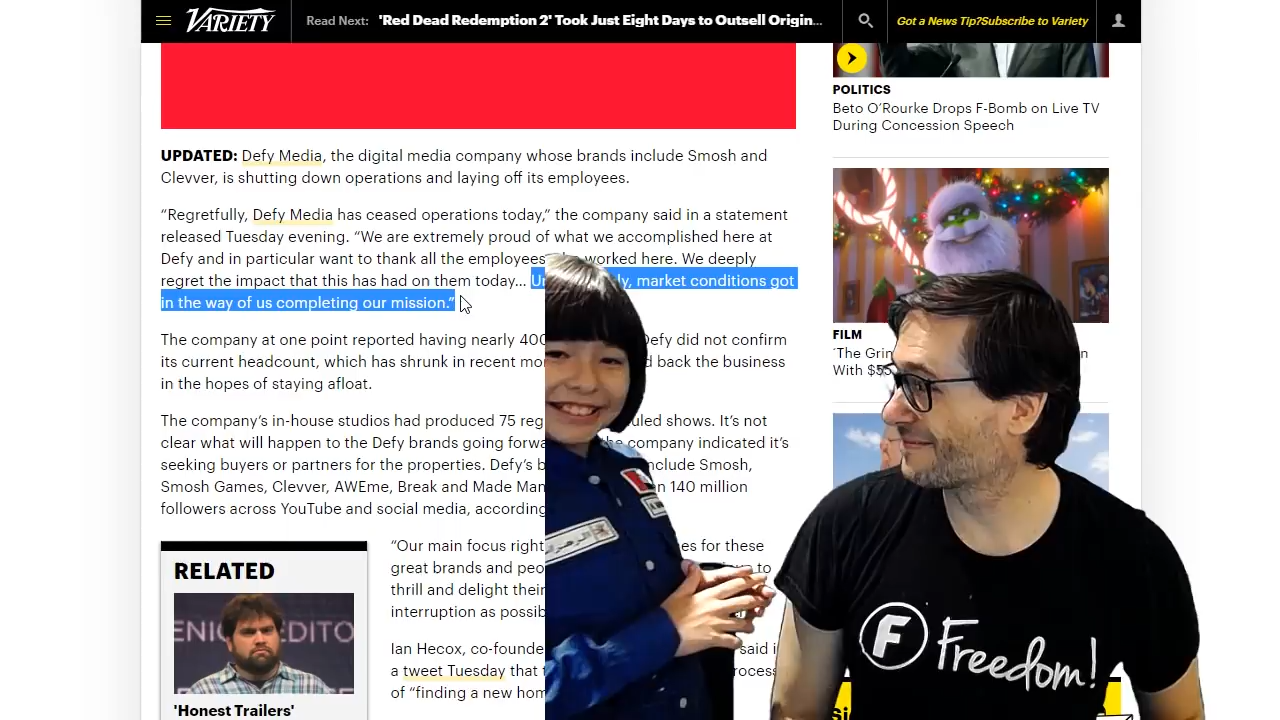 VARIETY
Read Next: 'Red Dead Redemption 2' Took Just Eight Days to Outsell Origin...
Got a News Tip?
Subscribe to Variety
UPDATED: Defy Media, the digital media company whose brands include Smosh and
Clevver, is shutting down operations and laying off its employees.
“Regretfully, Defy Media has ceased operations today,” the company said in a statement
released Tuesday evening. “We are extremely proud of what we accomplished here at
Defy and in particular want to thank all the employees worked here. We deeply
regret the impact that this has had on them today... market conditions got
in the way of us completing our mission.”
The company at one point reported having nearly Defy did not confirm
its current headcount, which has shrunk in recent back the business
in the hopes of staying afloat.
The company’s in-house studios had produced 75 shows. It’s not
clear what will happen to the Defy brands going the company indicated it’s
seeking buyers or partners for the properties. Defy’s include Smosh,
Smosh Games, Clevver, AWEme, Break and Made 140 million
followers across YouTube and social media,
“Our main focus right for these
great brands and to
thrill and delight their
interruption as
Ian Hecox, said
a tweet Tuesday that
of “finding a new
RELATED
'Honest Trailers'
POLITICS
Beto O’Rourke Drops F-Bomb on Live TV
During Concession Speech
FILM
‘The
With
F Freedom!